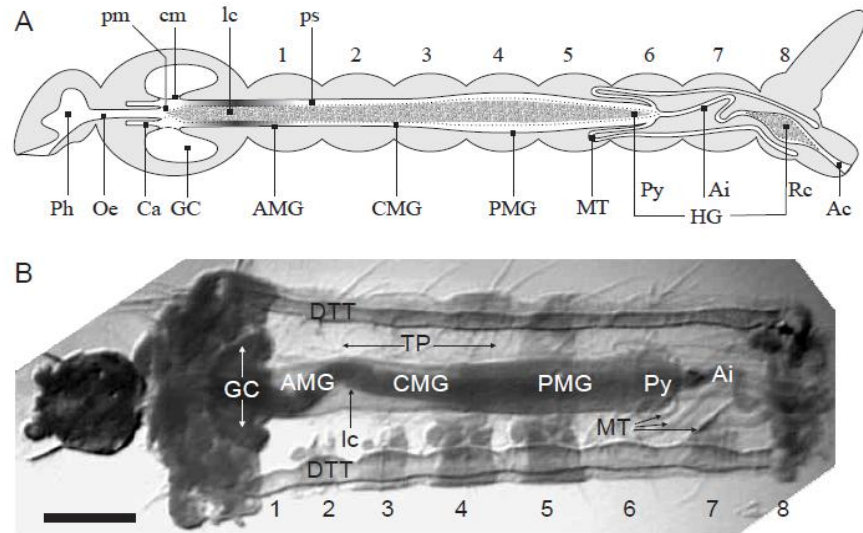 A
pm cm lc ps
1 2 3 4 5 6 7 8
Ph Oe Ca GC AMG CMG PMG MT Py Ai Rc Ac
HG
B
DTT
TP
GC AMG CMG PMG Py Ai
lc
MT
DTT
1 2 3 4 5 6 7 8